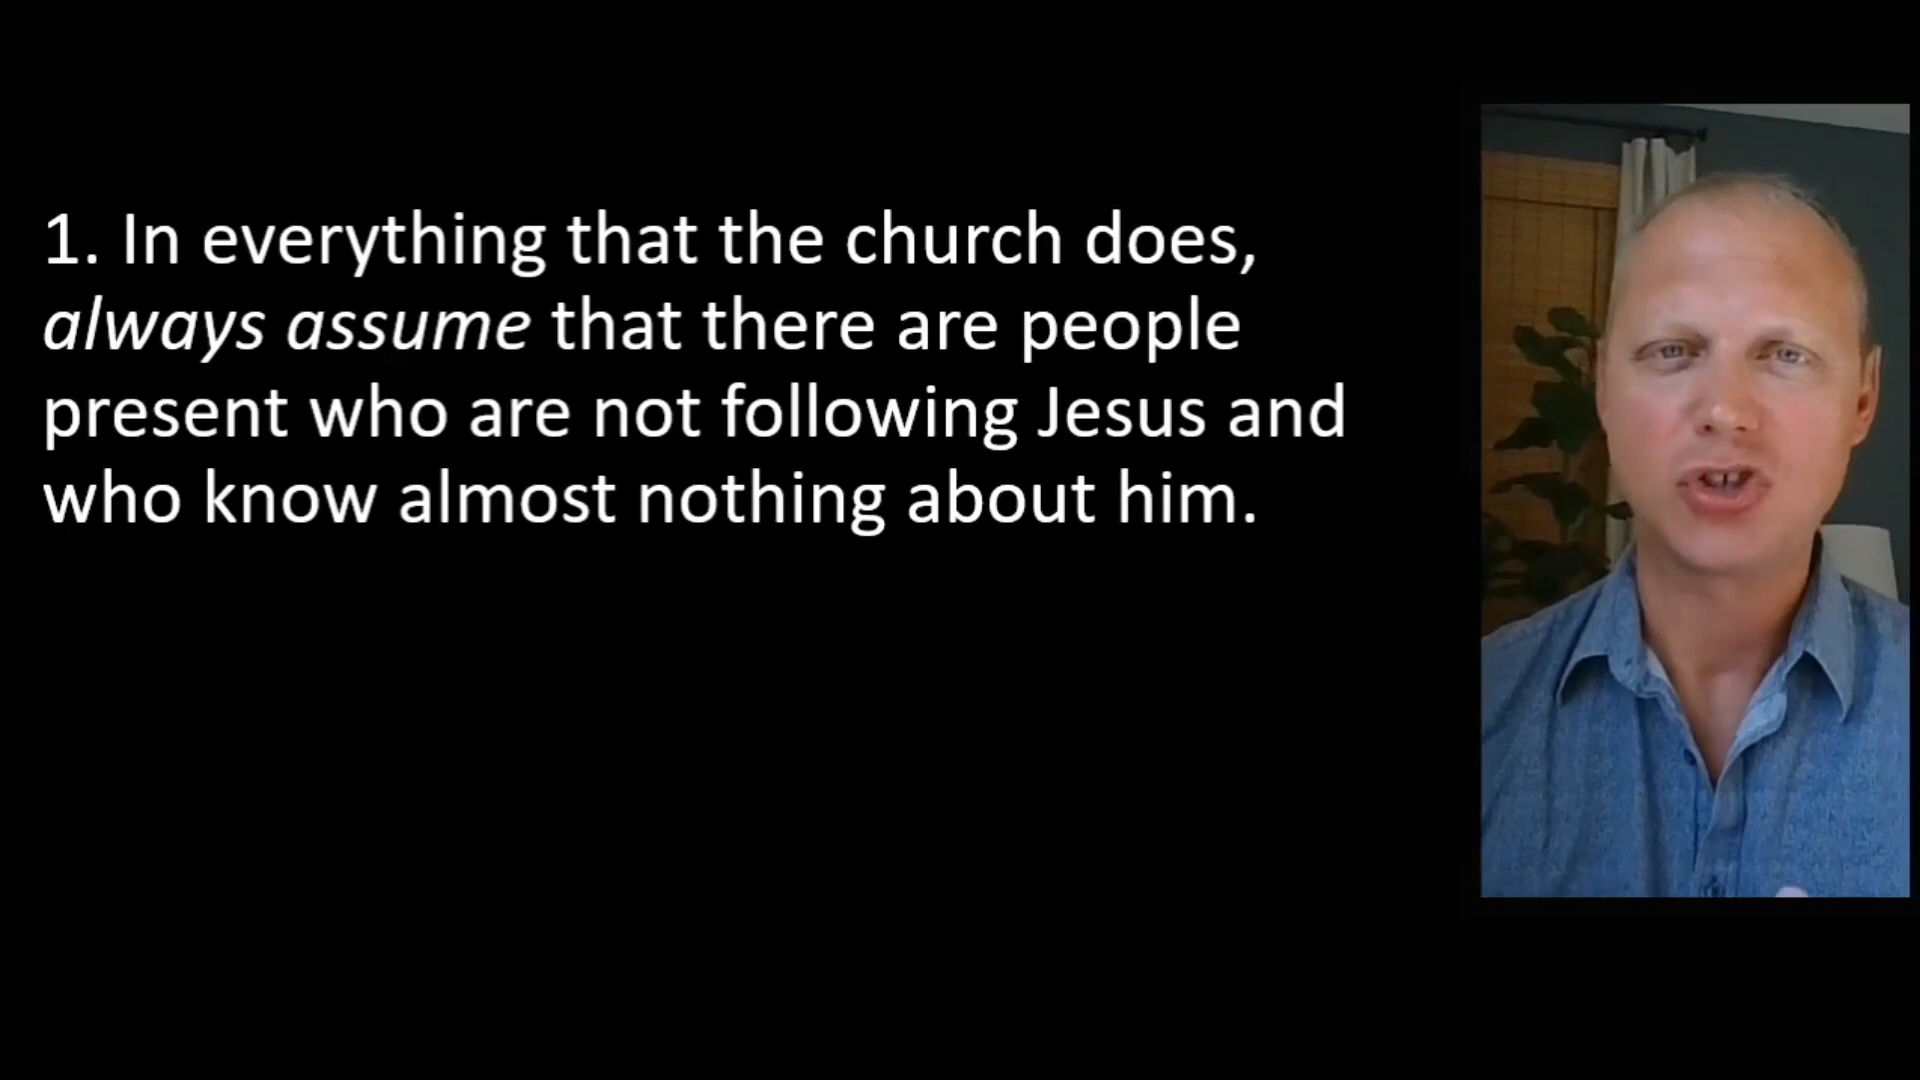 1. In everything that the church does,
always assume that there are people
present who are not following Jesus and
who know almost nothing about him.